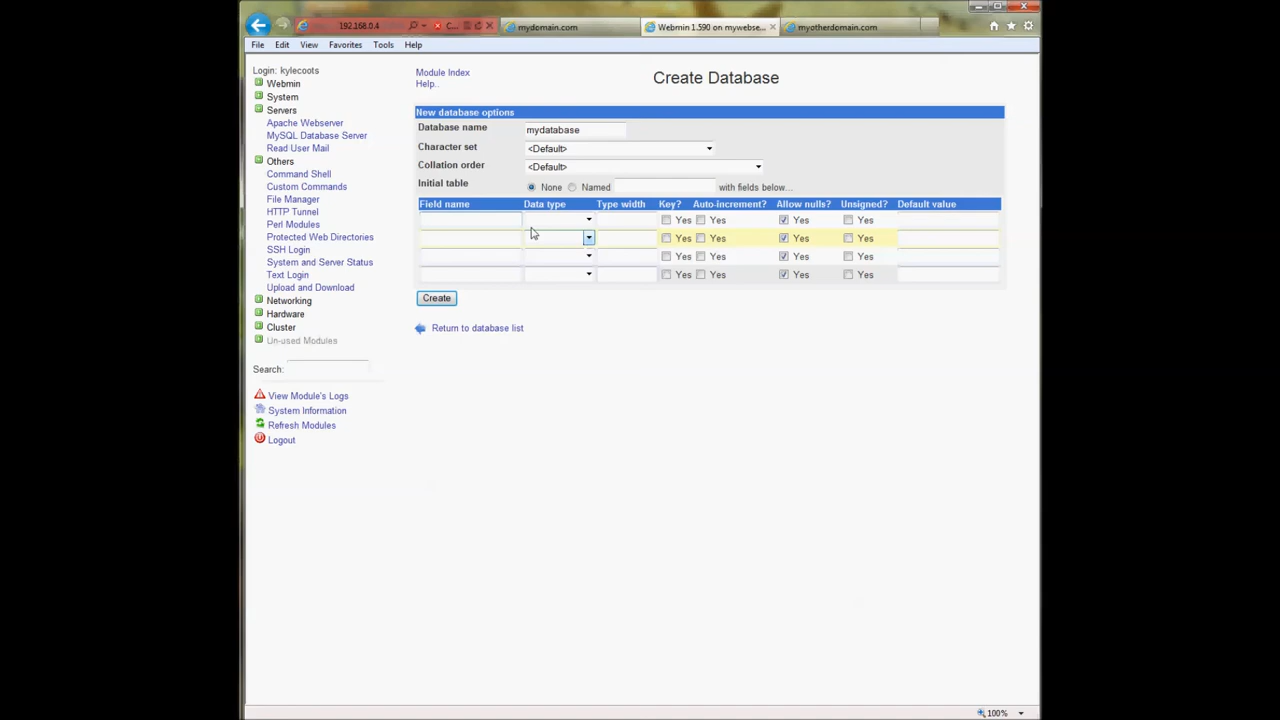 192.168.0.4
C...
mydomain.com
Webmin 1.590 on mywebse...
myotherdomain.com
File Edit View Favorites Tools Help
Login: kylecoots
Webmin
System
Servers
Apache Webserver
MySQL Database Server
Read User Mail
Others
Command Shell
Custom Commands
File Manager
HTTP Tunnel
Perl Modules
Protected Web Directories
SSH Login
System and Server Status
Text Login
Upload and Download
Networking
Hardware
Cluster
Un-used Modules
Search:
View Module's Logs
System Information
Refresh Modules
Logout
Module Index
Help..
Create Database
New database options
Database name mydatabase
Character set <Default>
Collation order <Default>
Initial table None Named with fields below...
Field name Data type Type width Key? Auto-increment? Allow nulls? Unsigned? Default value
Yes Yes Yes Yes
Yes Yes Yes Yes
Yes Yes Yes Yes
Yes Yes Yes Yes
Create
Return to database list
100%